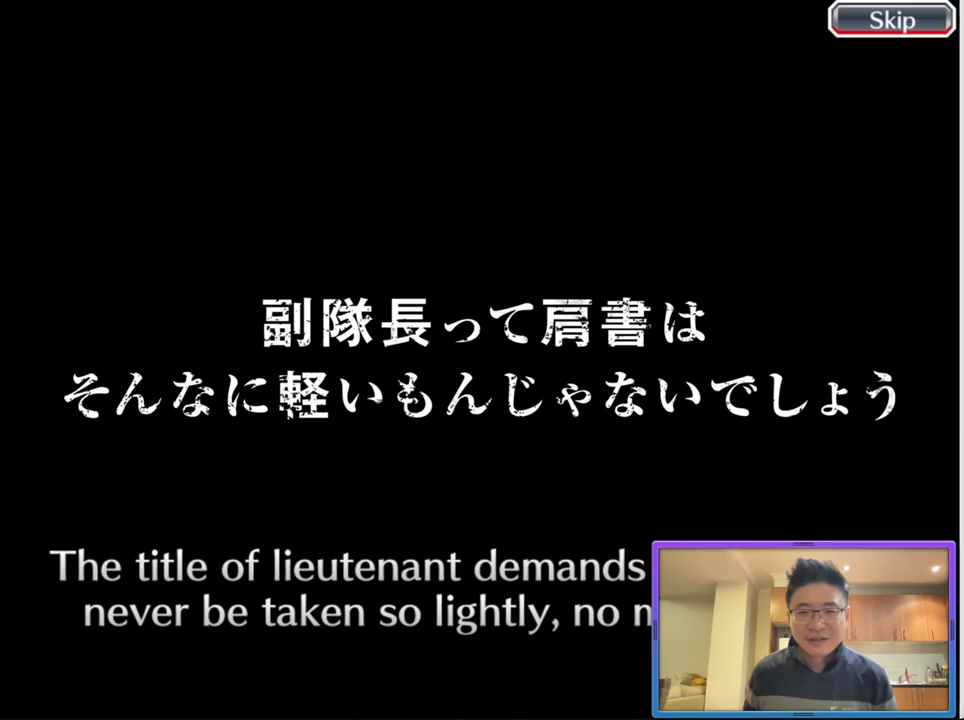 Skip
副隊長って肩書は
そんなに軽いもんじゃないでしょう
The title of lieutenant demands
never be taken so lightly, no